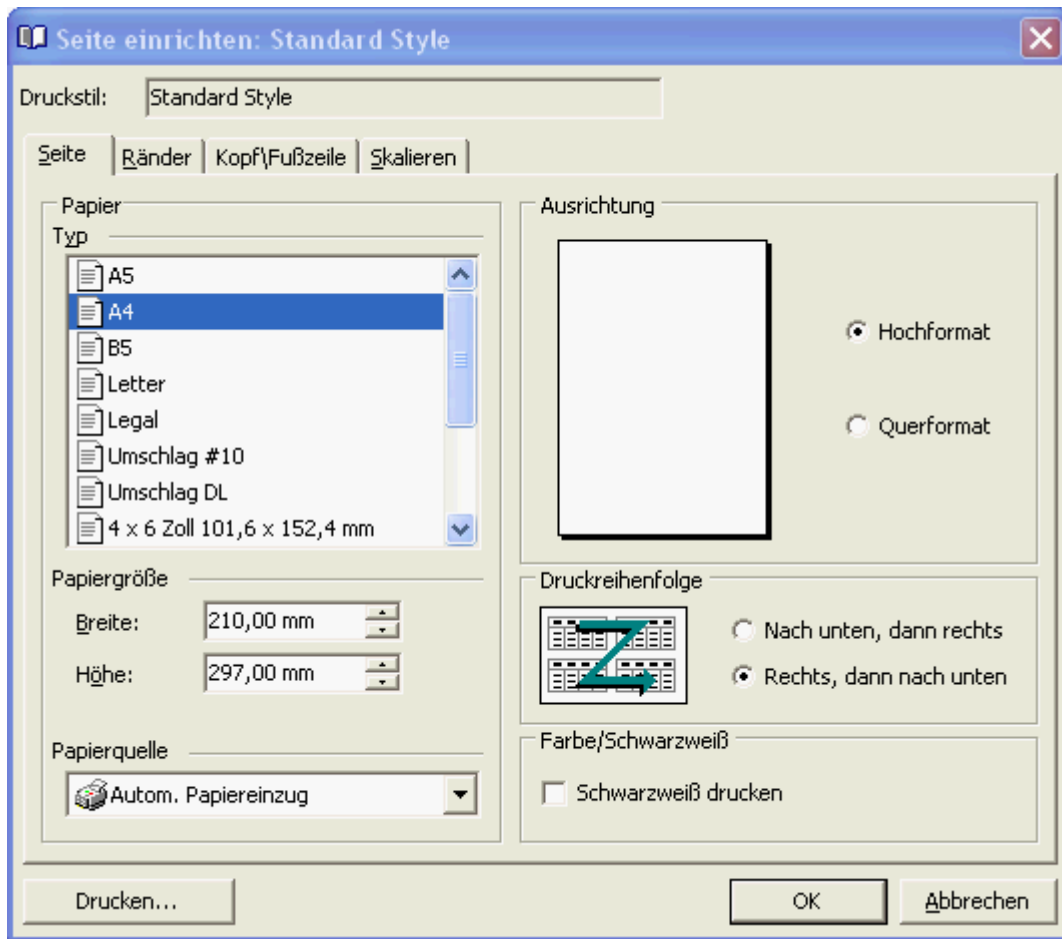 Seite einrichten: Standard Style
Druckstil: Standard Style
Seite Ränder Kopf\Fußzeile Skalieren
Papier
Typ
A5
A4
B5
Letter
Legal
Umschlag #10
Umschlag DL
4 x 6 Zoll 101,6 x 152,4 mm
Papiergröße
Breite: 210,00 mm
Höhe: 297,00 mm
Papierquelle
Autom. Papiereinzug
Ausrichtung
Hochformat
Querformat
Druckreihenfolge
Nach unten, dann rechts
Rechts, dann nach unten
Farbe/Schwarzweiß
Schwarzweiß drucken
Drucken... OK Abbrechen